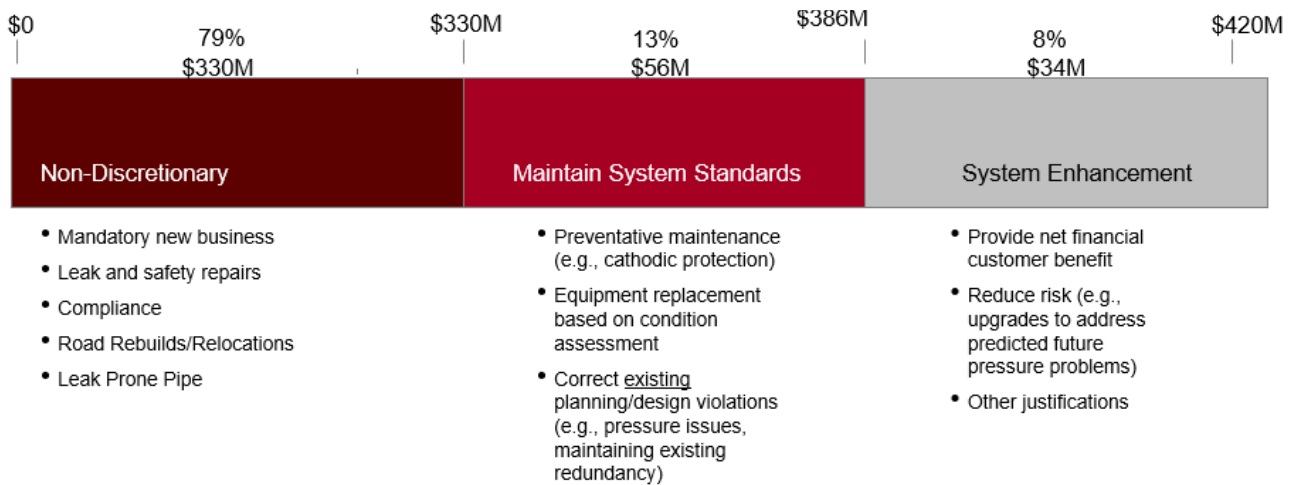 $0
79%
$330M
$330M
13%
$56M
$386M
8%
$34M
$420M
Non-Discretionary
Maintain System Standards
System Enhancement
• Mandatory new business
• Leak and safety repairs
• Compliance
• Road Rebuilds/Relocations
• Leak Prone Pipe
• Preventative maintenance
(e.g., cathodic protection)
• Equipment replacement
based on condition
assessment
• Correct existing
planning/design violations
(e.g., pressure issues,
maintaining existing
redundancy)
• Provide net financial
customer benefit
• Reduce risk (e.g.,
upgrades to address
predicted future
pressure problems)
• Other justifications